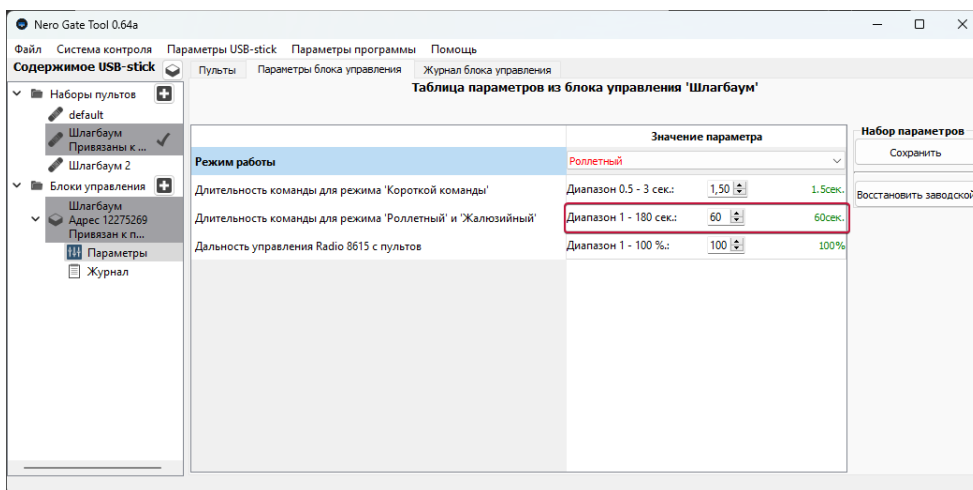 Nero Gate Tool 0.64a
Файл Система контроля Параметры USB-stick Параметры программы Помощь
Содержимое USB-stick
Наборы пультов
default
Шлагбаум
Привязаны к ...
Шлагбаум 2
Блоки управления
Шлагбаум
Адрес 12275269
Привязан к п...
Параметры
Журнал
Пульты Параметры блока управления Журнал блока управления
Таблица параметров из блока управления 'Шлагбаум'
Значение параметра
Режим работы Роллетный
Длительность команды для режима 'Короткой команды' Диапазон 0.5 - 3 сек.: 1,50 1.5сек.
Длительность команды для режима 'Роллетный' и 'Жалюзийный' Диапазон 1 - 180 сек.: 60 60сек.
Дальность управления Radio 8615 с пультов Диапазон 1 - 100 %.: 100 100%
Набор параметров
Сохранить
Восстановить заводской